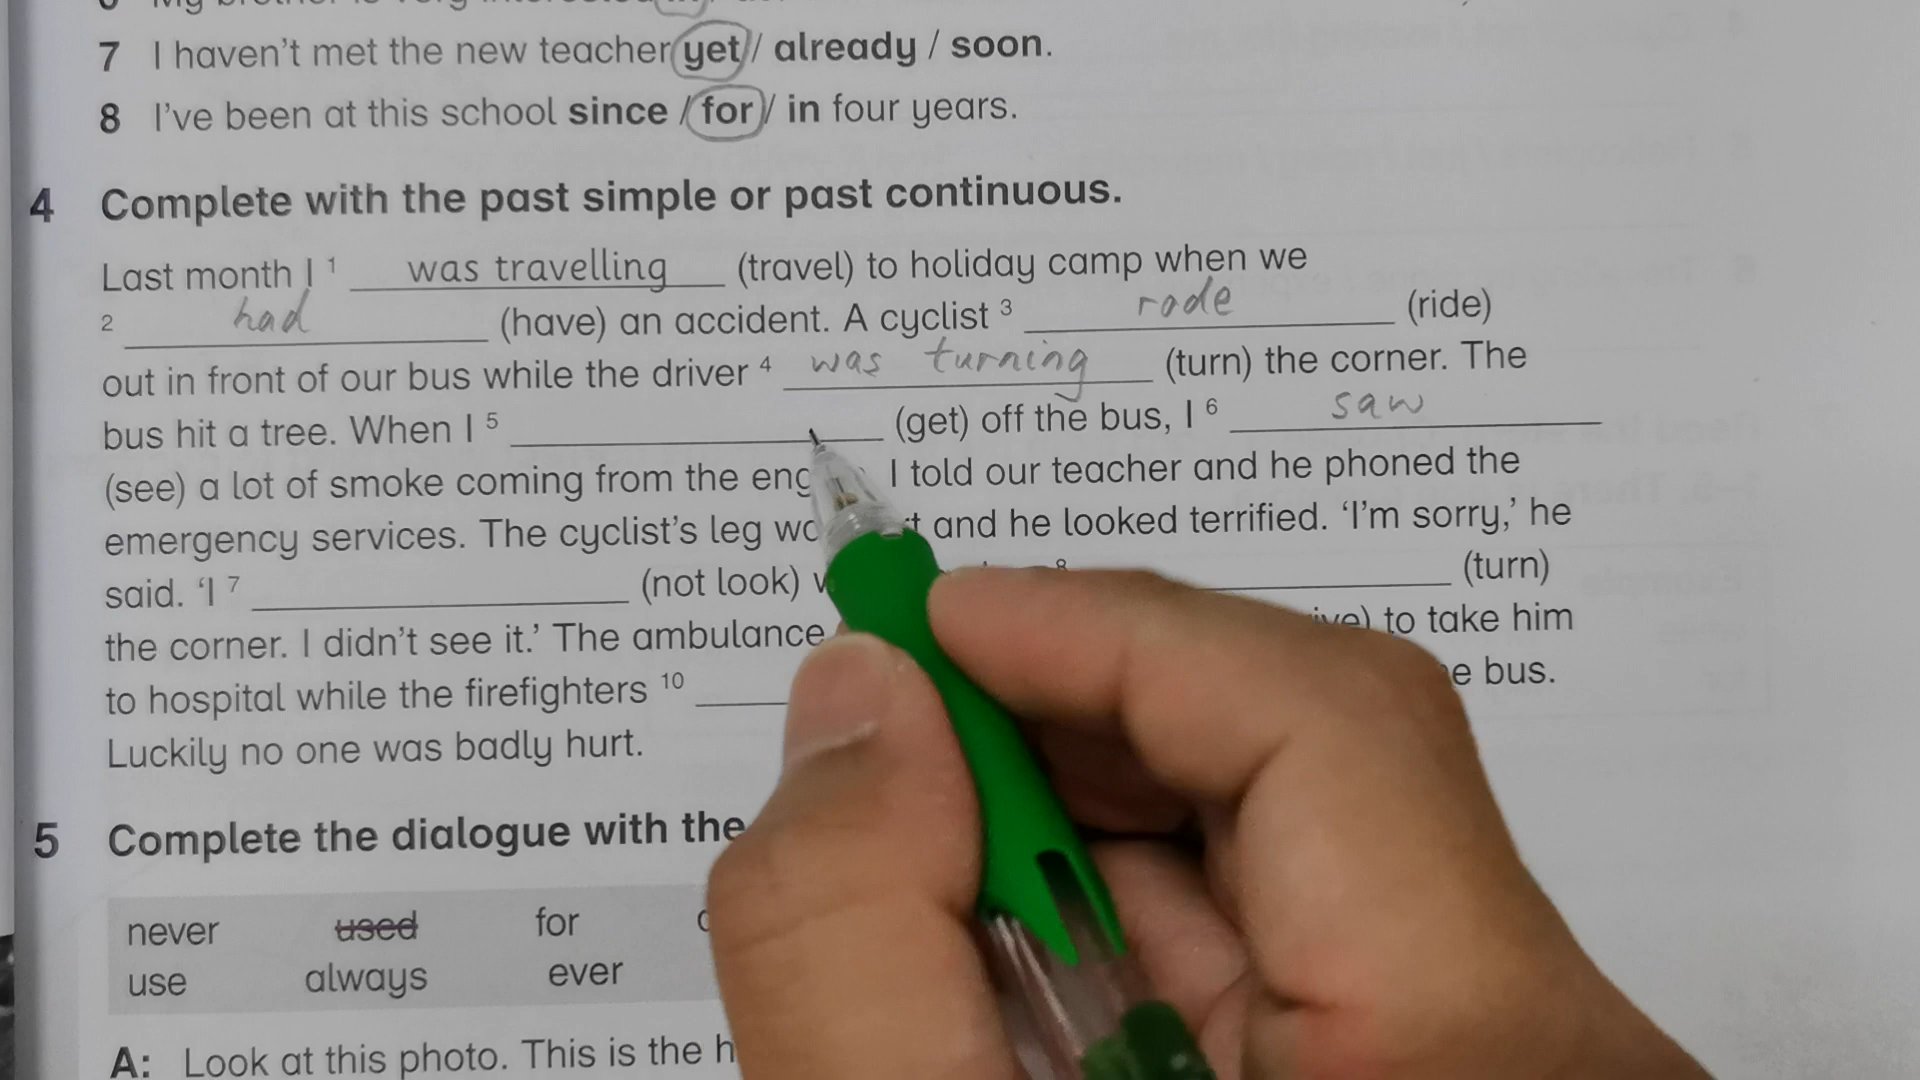 7 I haven't met the new teacher yet / already / soon.
8 I've been at this school since / for / in four years.
4 Complete with the past simple or past continuous.
Last month I 1 was travelling (travel) to holiday camp when we
2 had (have) an accident. A cyclist 3 rode (ride)
out in front of our bus while the driver 4 was turning (turn) the corner. The
bus hit a tree. When I 5 (get) off the bus, I 6 saw
(see) a lot of smoke coming from the I told our teacher and he phoned the
emergency services. The cyclist's leg and he looked terrified. 'I'm sorry,' he
said. 'I 7 (not look) 8 (turn)
the corner. I didn't see it.' The ambulance to take him
to hospital while the firefighters 10 bus.
Luckily no one was badly hurt.
5 Complete the dialogue with the
never used for
use always ever
A: Look at this photo. This is the